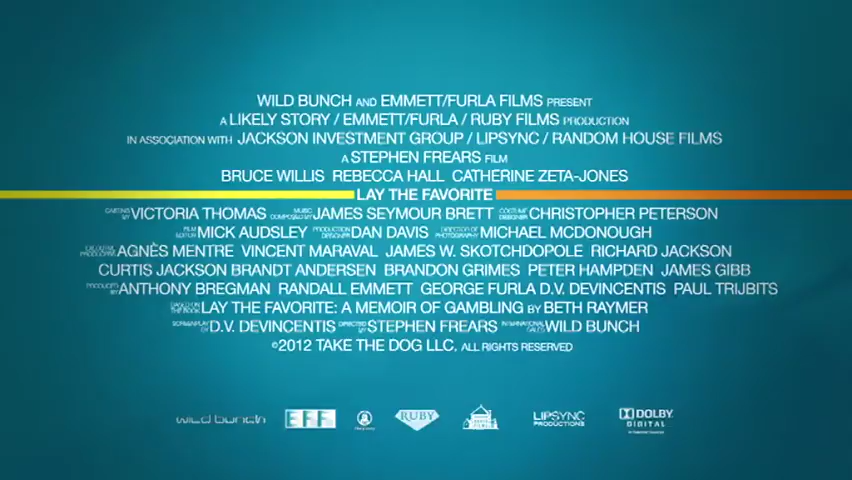 WILD BUNCH AND EMMETT/FURLA FILMS PRESENT
A LIKELY STORY / EMMETT/FURLA / RUBY FILMS PRODUCTION
IN ASSOCIATION WITH JACKSON INVESTMENT GROUP / LIPSYNC / RANDOM HOUSE FILMS
A STEPHEN FREARS FILM
BRUCE WILLIS REBECCA HALL CATHERINE ZETA-JONES
LAY THE FAVORITE
CASTING BY VICTORIA THOMAS MUSIC COMPOSED BY JAMES SEYMOUR BRETT COSTUME DESIGNER CHRISTOPHER PETERSON
FILM EDITOR MICK AUDSLEY PRODUCTION DESIGNER DAN DAVIS DIRECTOR OF PHOTOGRAPHY MICHAEL MCDONOUGH
EXECUTIVE PRODUCERS AGNÈS MENTRE VINCENT MARAVAL JAMES W. SKOTCHDOPOLE RICHARD JACKSON
CURTIS JACKSON BRANDT ANDERSEN BRANDON GRIMES PETER HAMPDEN JAMES GIBB
PRODUCED BY ANTHONY BREGMAN RANDALL EMMETT GEORGE FURLA D.V. DEVINCENTIS PAUL TRIJBITS
BASED ON THE BOOK LAY THE FAVORITE: A MEMOIR OF GAMBLING BY BETH RAYMER
SCREENPLAY BY D.V. DEVINCENTIS DIRECTED BY STEPHEN FREARS INTERNATIONAL SALES WILD BUNCH
©2012 TAKE THE DOG LLC. ALL RIGHTS RESERVED
wild bunch EFF RUBY LIPSYNC PRODUCTIONS DOLBY DIGITAL